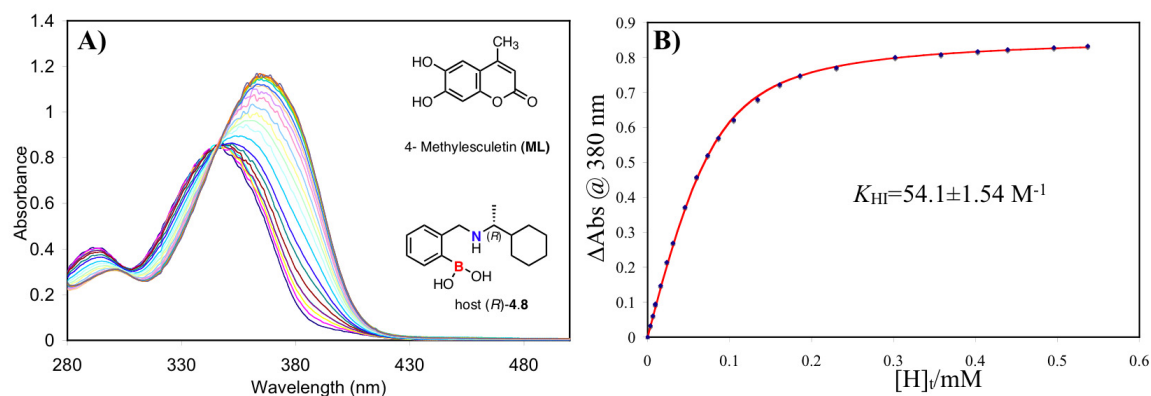 A)
Absorbance
1.4
1.2
1
0.8
0.6
0.4
0.2
0
280
330
380
430
480
Wavelength (nm)
CH3
HO
HO
O
O
4- Methylesculetin (ML)
N
H
(R)
B
OH
HO
host (R)-4.8
B)
ΔAbs @ 380 nm
0.9
0.8
0.7
0.6
0.5
0.4
0.3
0.2
0.1
0
0
0.1
0.2
0.3
0.4
0.5
0.6
[H]t/mM
KHI=54.1±1.54 M-1